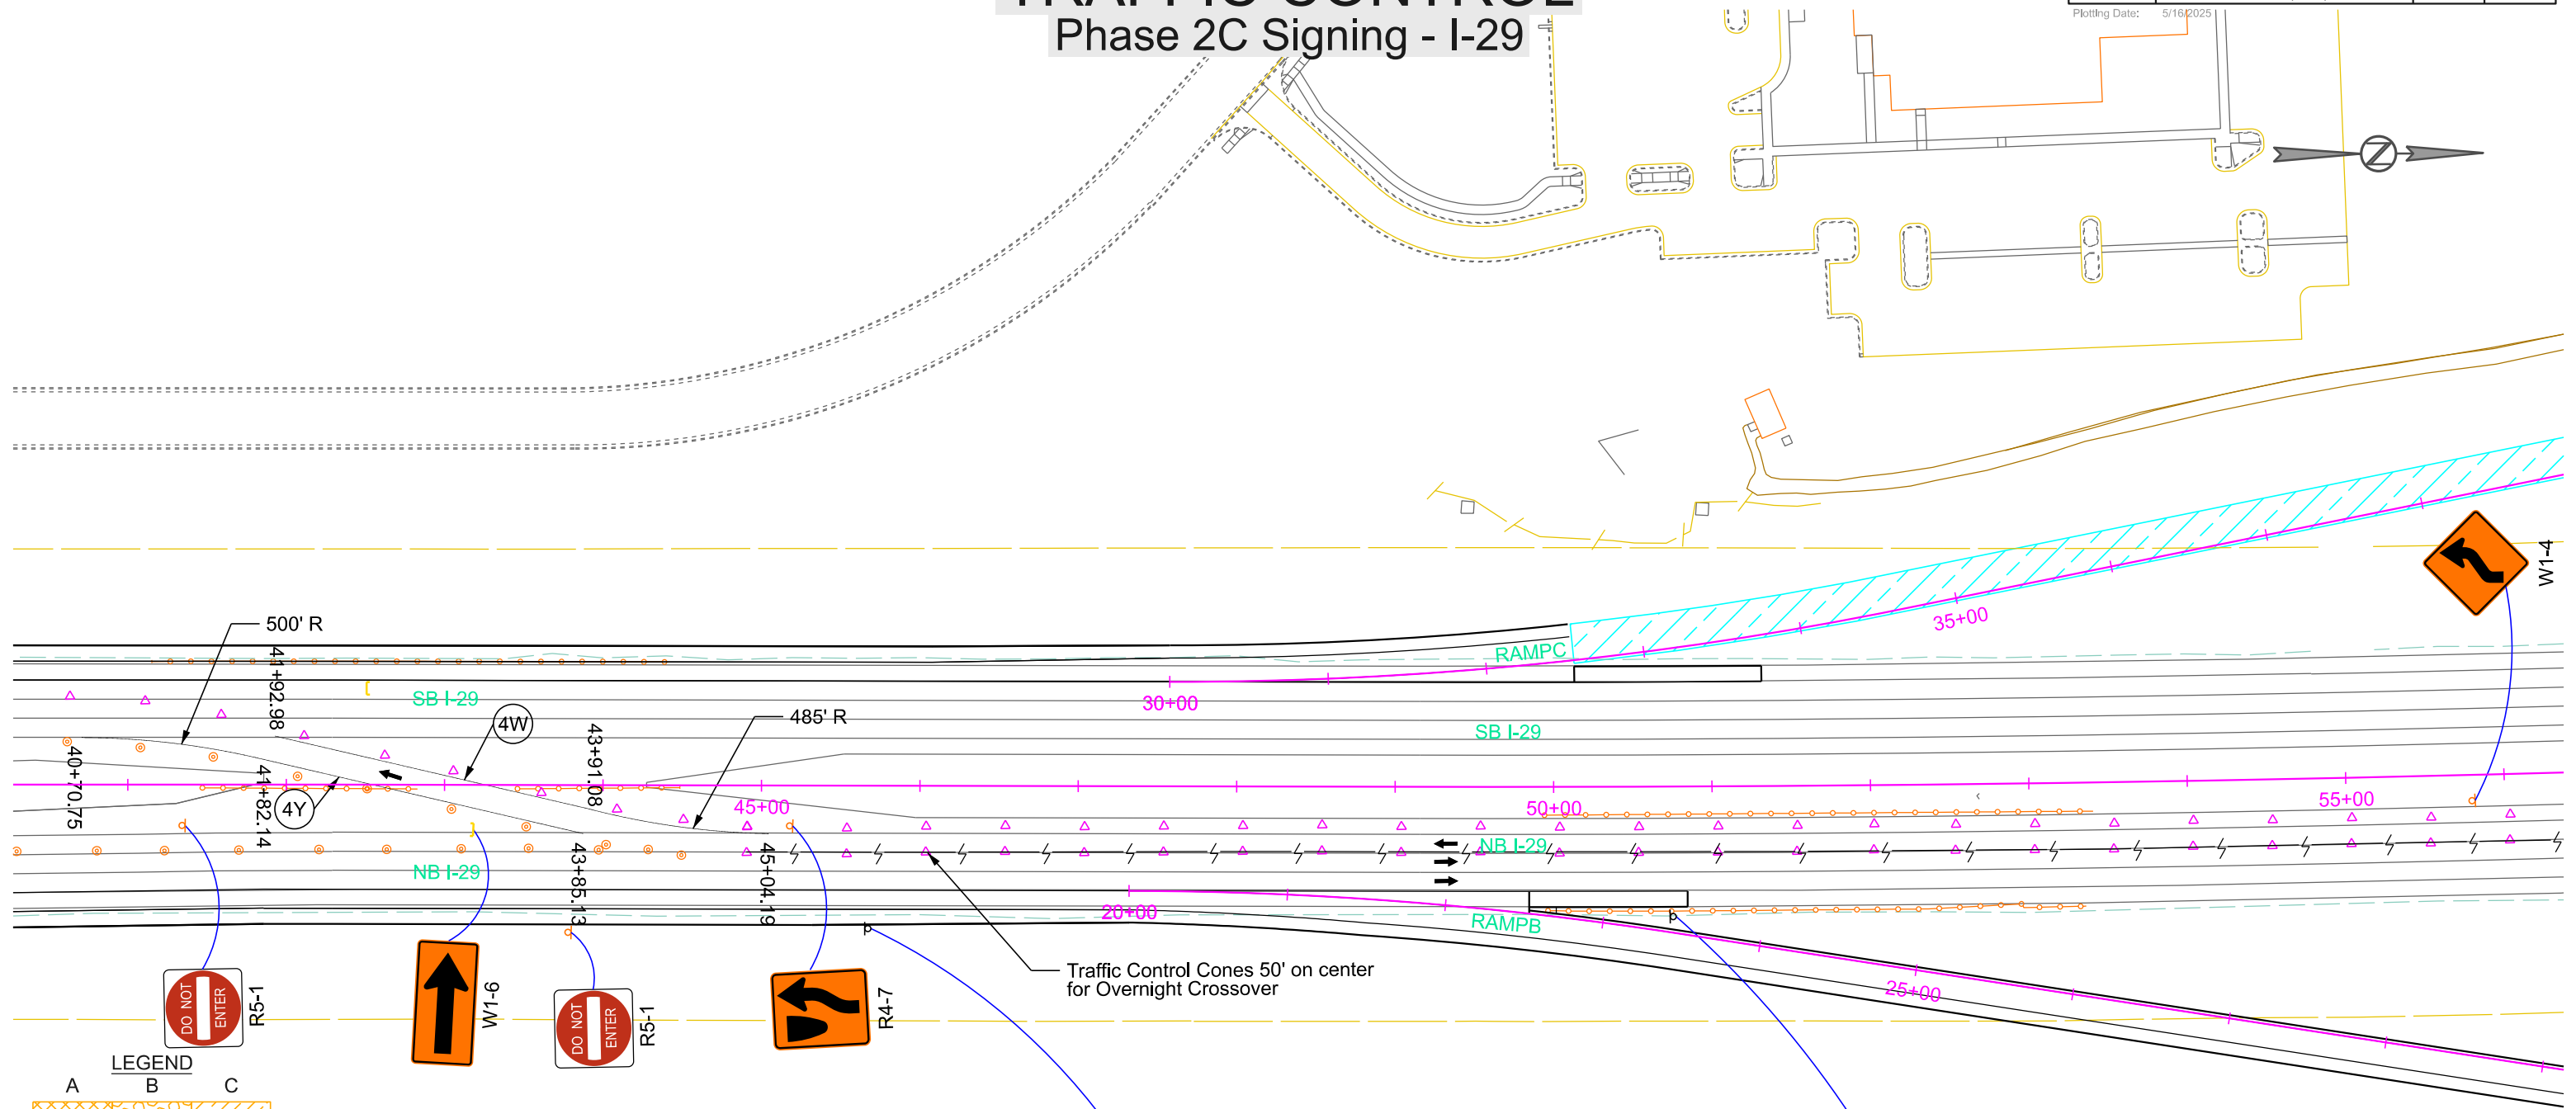 Phase 2C Signing - I-29
Plotting Date: 5/16/2025
W1-4
35+00
RAMPC
500' R
41+92.98
SB I-29
4W
485' R
30+00
SB I-29
43+91.08
40+70.75
41+82.14
4Y
45+00
50+00
55+00
NB I-29
NB I-29
43+85.13
45+04.19
20+00
RAMPB
25+00
Traffic Control Cones 50' on center
for Overnight Crossover
DO NOT
ENTER
R5-1
W1-6
DO NOT
ENTER
R5-1
R4-7
LEGEND
A B C